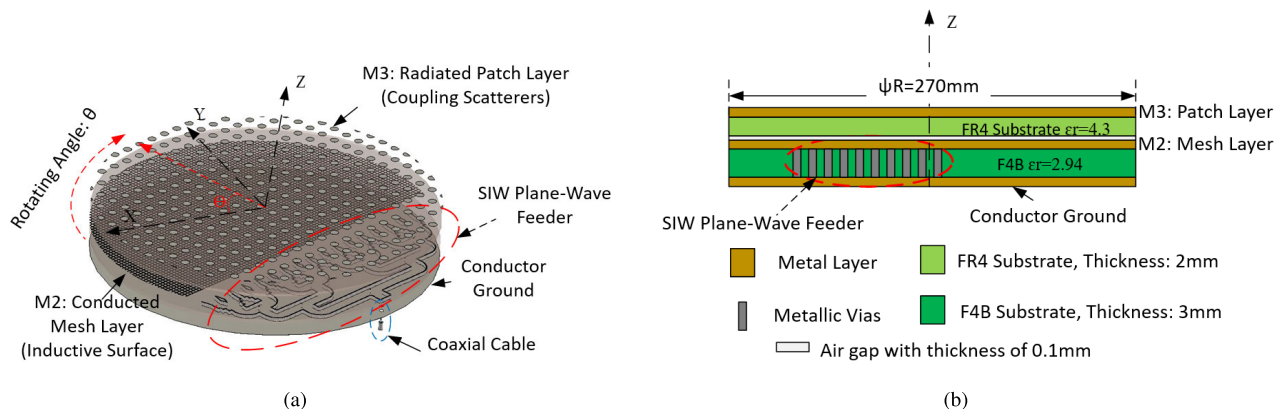 M3: Radiated Patch Layer
(Coupling Scatterers)
Z
Y
X
O
Rotating Angle: θ
SIW Plane-Wave
Feeder
Conductor
Ground
M2: Conducted
Mesh Layer
(Inductive Surface)
Coaxial Cable
(a)
Z
ψR=270mm
M3: Patch Layer
FR4 Substrate εr=4.3
M2: Mesh Layer
F4B εr=2.94
SIW Plane-Wave Feeder
Conductor Ground
Metal Layer
FR4 Substrate, Thickness: 2mm
Metallic Vias
F4B Substrate, Thickness: 3mm
Air gap with thickness of 0.1mm
(b)